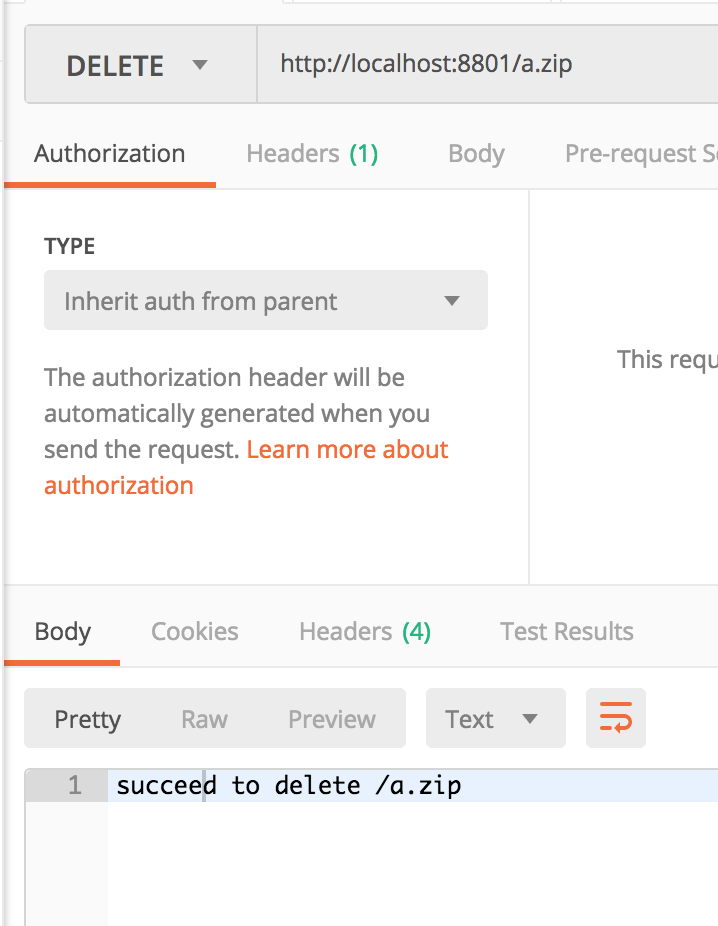 DELETE
http://localhost:8801/a.zip
Authorization
Headers (1)
Body
Pre-request
TYPE
Inherit auth from parent
This
The authorization header will be
automatically generated when you
send the request. Learn more about
authorization
Body
Cookies
Headers (4)
Test Results
Pretty
Raw
Preview
Text
1
succeed to delete /a.zip